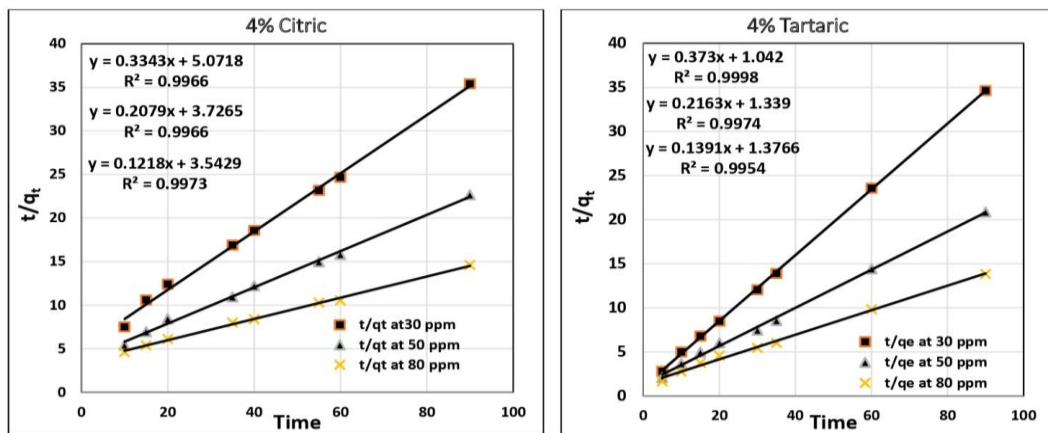 4% Citric
40
35
30
25
20
15
10
5
0
t/qt
y = 0.3343x + 5.0718
R² = 0.9966
y = 0.2079x + 3.7265
R² = 0.9966
y = 0.1218x + 3.5429
R² = 0.9973
t/qt at30 ppm
t/qt at 50 ppm
t/qt at 80 ppm
0 20 40 60 80 100
Time
4% Tartaric
40
35
30
25
20
15
10
5
0
t/qt
y = 0.373x + 1.042
R² = 0.9998
y = 0.2163x + 1.339
R² = 0.9974
y = 0.1391x + 1.3766
R² = 0.9954
t/qe at 30 ppm
t/qe at 50 ppm
t/qe at 80 ppm
0 20 40 60 80 100
Time